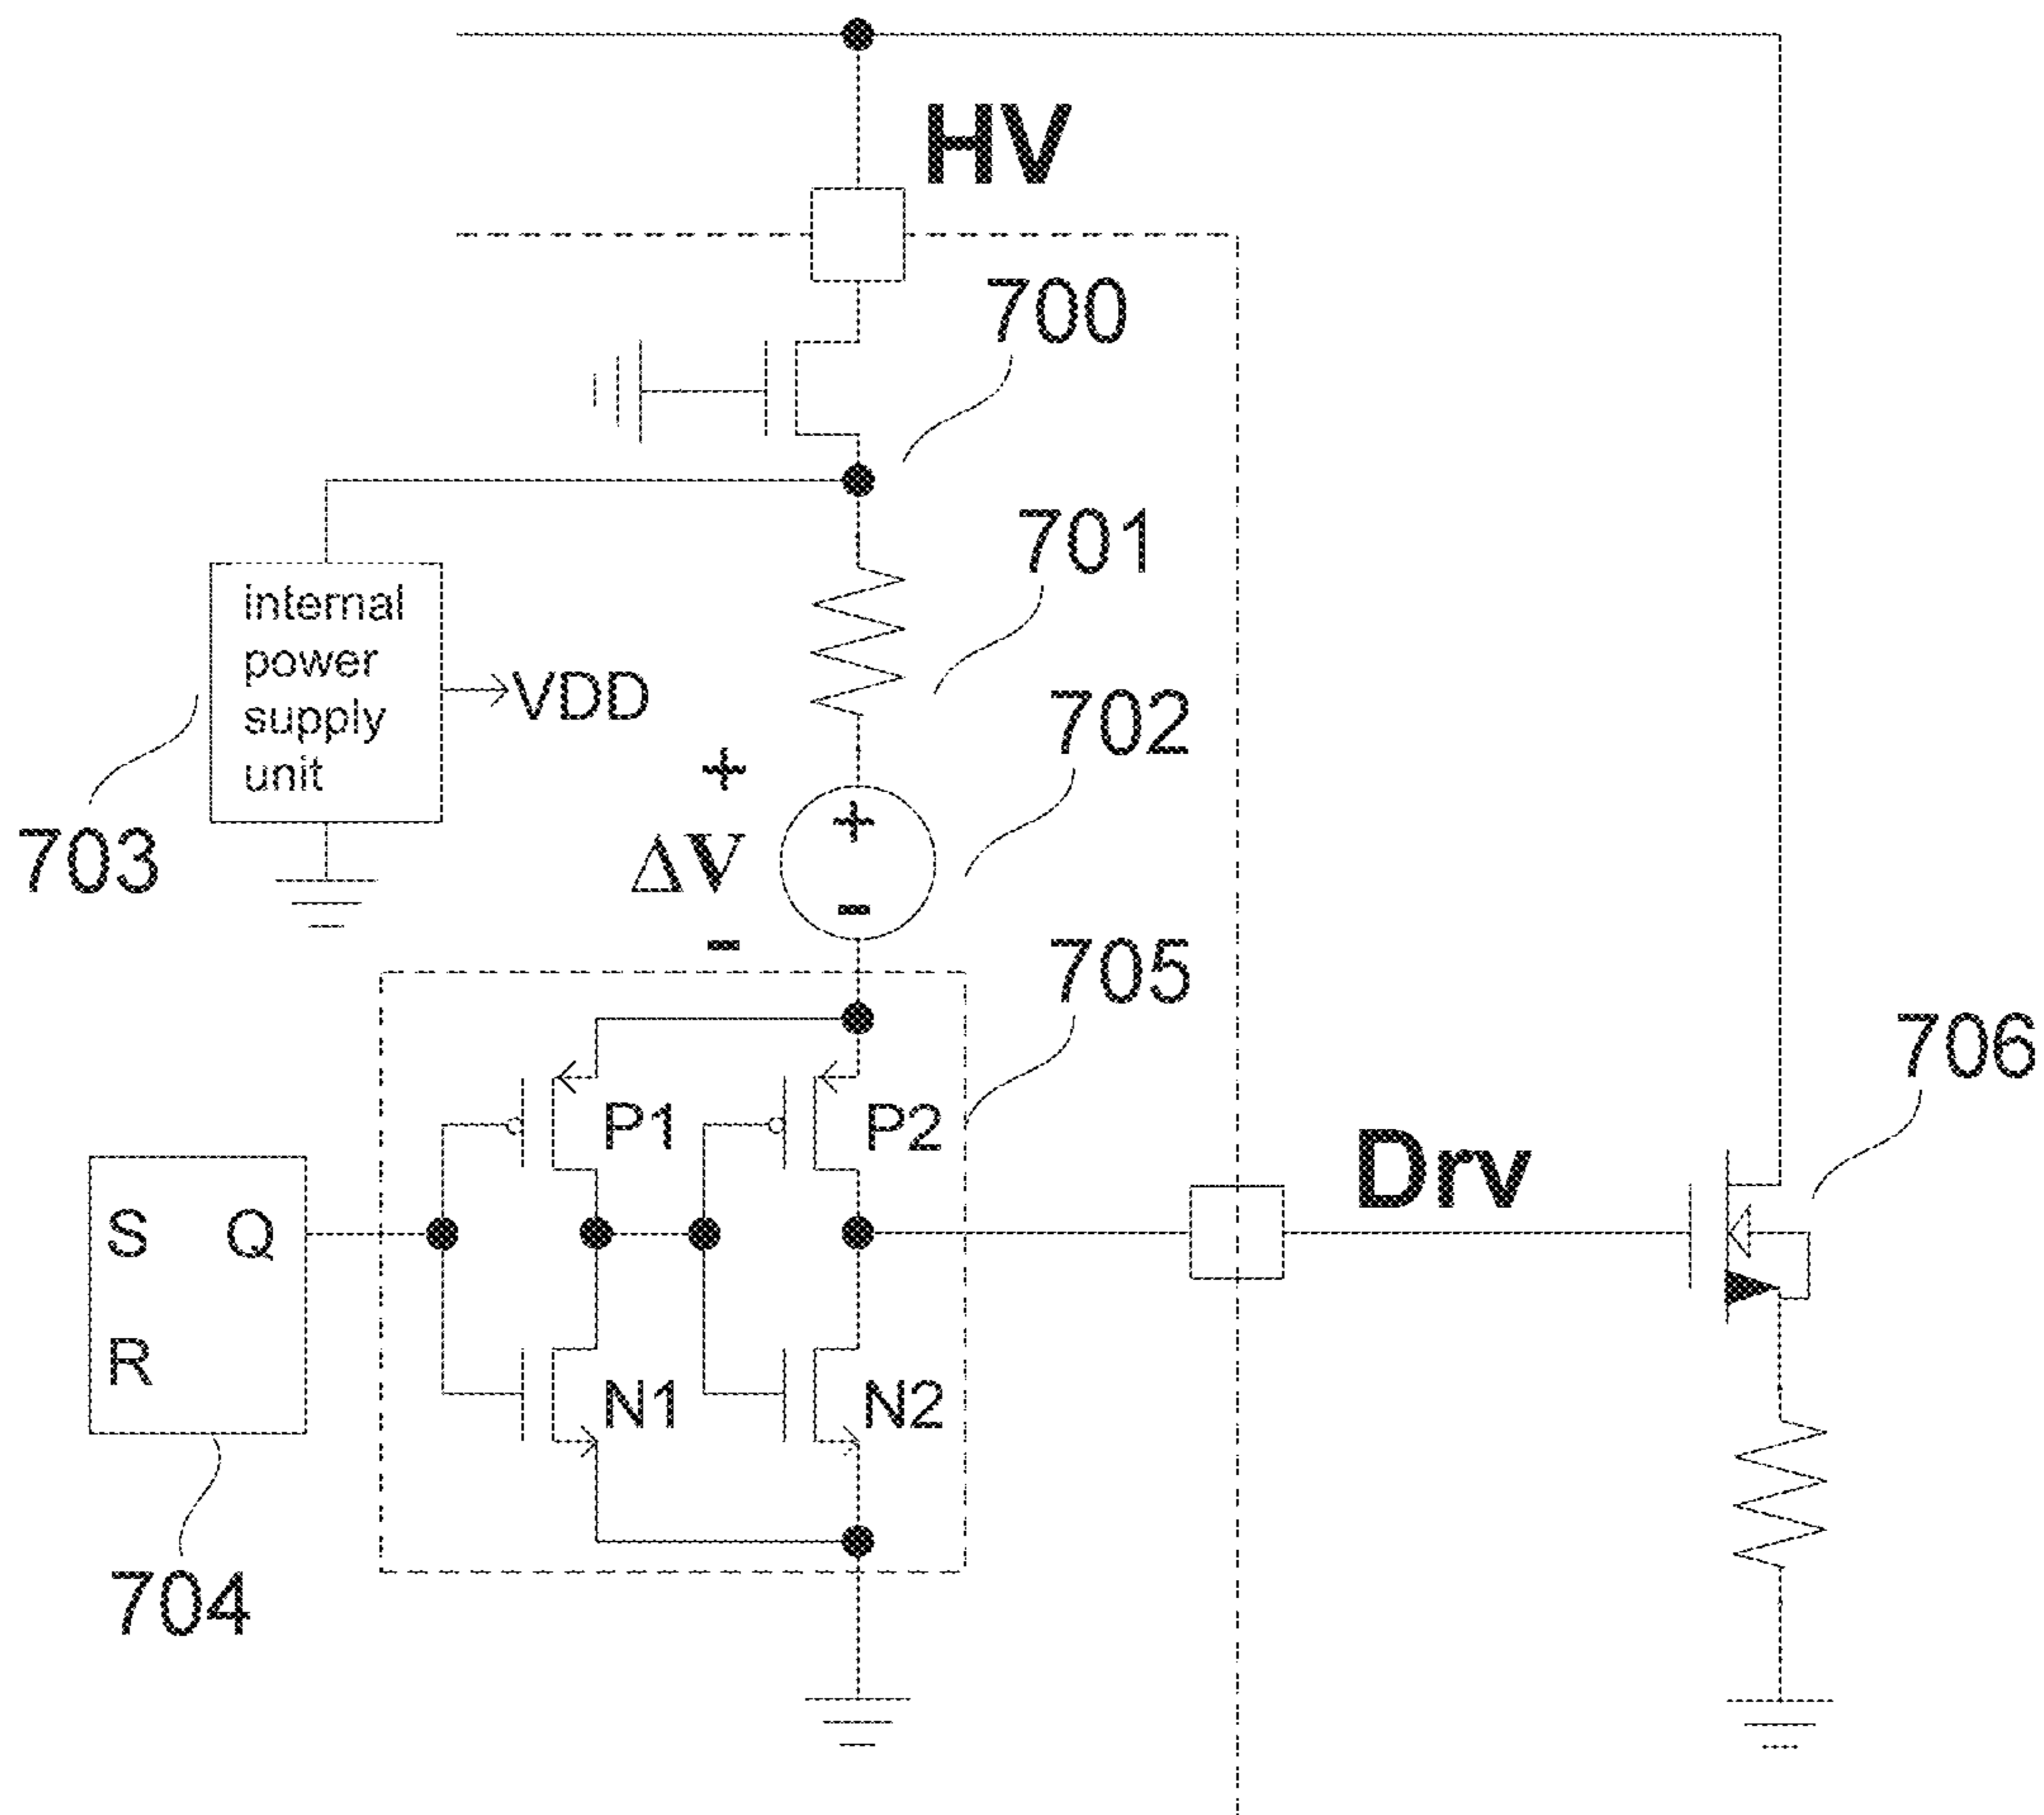 HV
700
701
internal
power
supply
unit
VDD
702
703
+
ΔV
-
+
-
705
706
P1
P2
Drv
S
Q
R
N1
N2
704